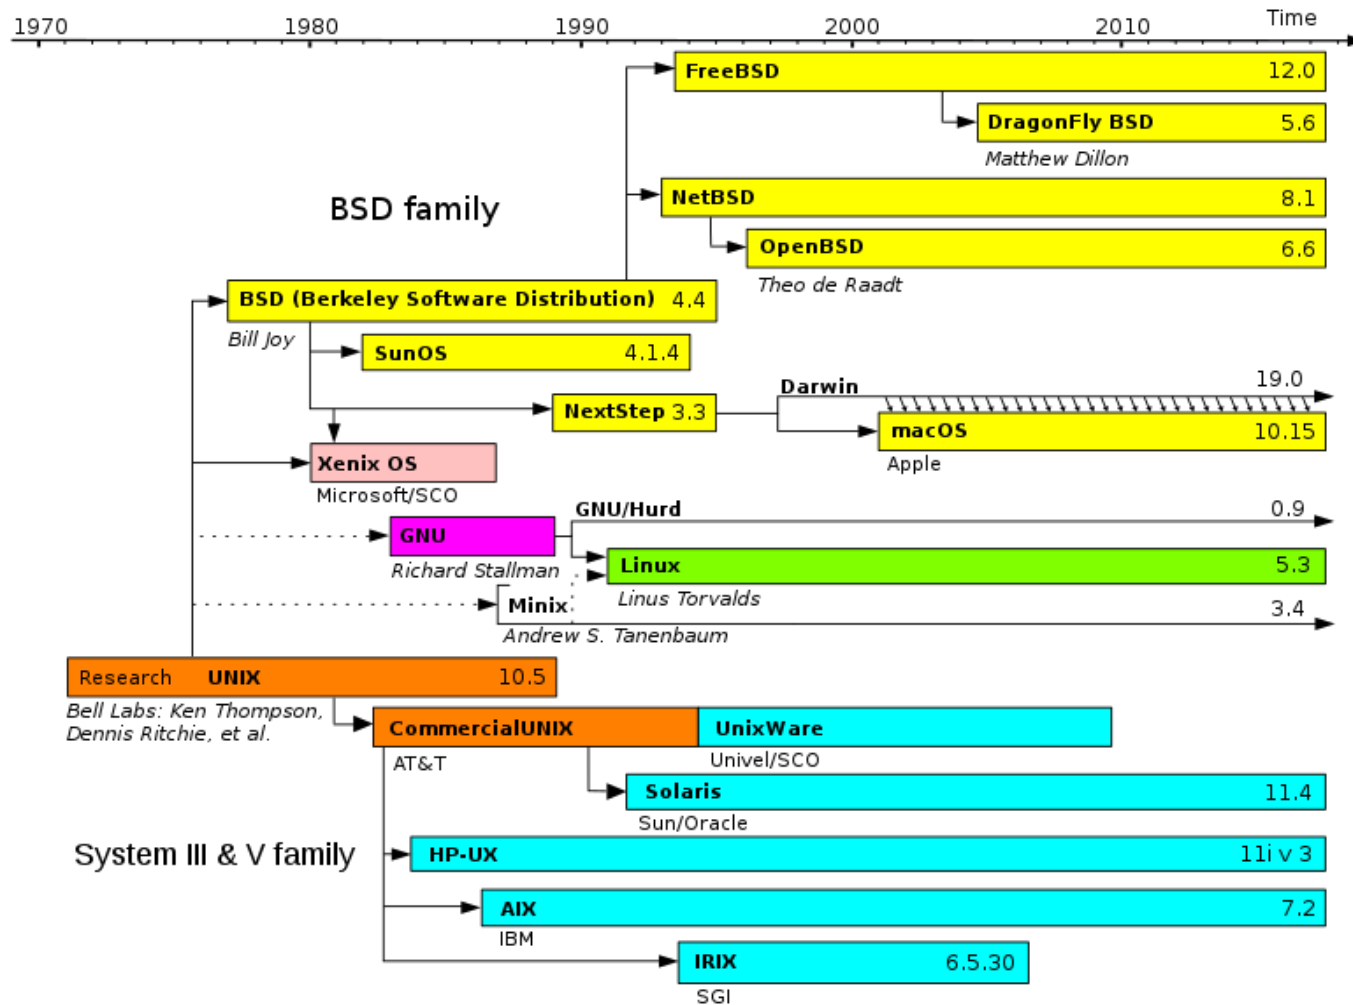 1970 1980 1990 2000 2010 Time
FreeBSD 12.0
DragonFly BSD 5.6
Matthew Dillon
NetBSD 8.1
BSD family
OpenBSD 6.6
Theo de Raadt
BSD (Berkeley Software Distribution) 4.4
Bill Joy
SunOS 4.1.4
Darwin 19.0
NextStep 3.3
macOS 10.15
Apple
Xenix OS
Microsoft/SCO
GNU/Hurd 0.9
GNU
Richard Stallman
Linux 5.3
Linus Torvalds
Minix 3.4
Andrew S. Tanenbaum
Research UNIX 10.5
Bell Labs: Ken Thompson,
Dennis Ritchie, et al.
CommercialUNIX UnixWare
AT&T Univel/SCO
Solaris 11.4
Sun/Oracle
System III & V family
HP-UX 11i v 3
AIX 7.2
IBM
IRIX 6.5.30
SGI